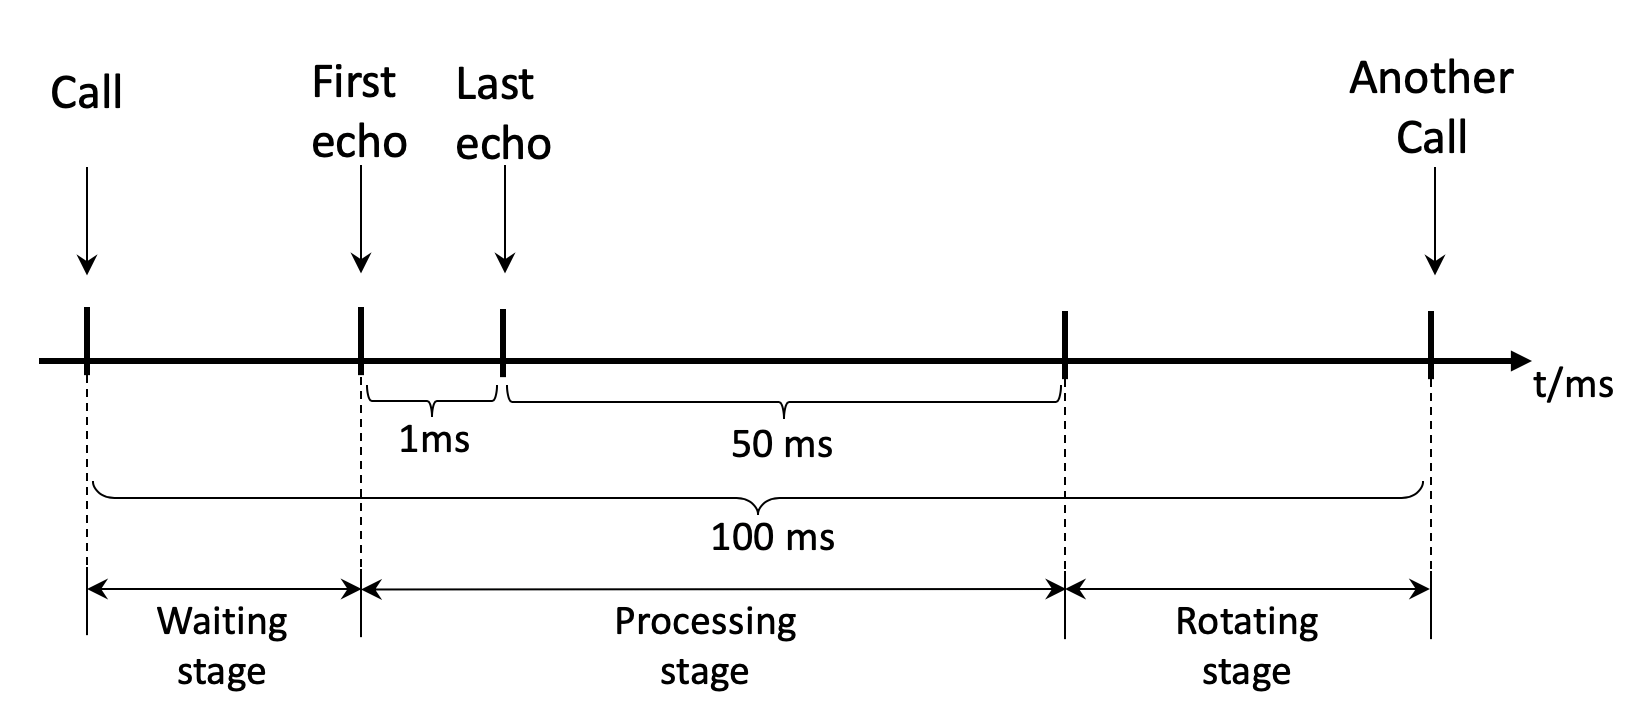 Call
First
echo
Last
echo
Another
Call
t/ms
1ms
50 ms
100 ms
Waiting
stage
Processing
stage
Rotating
stage